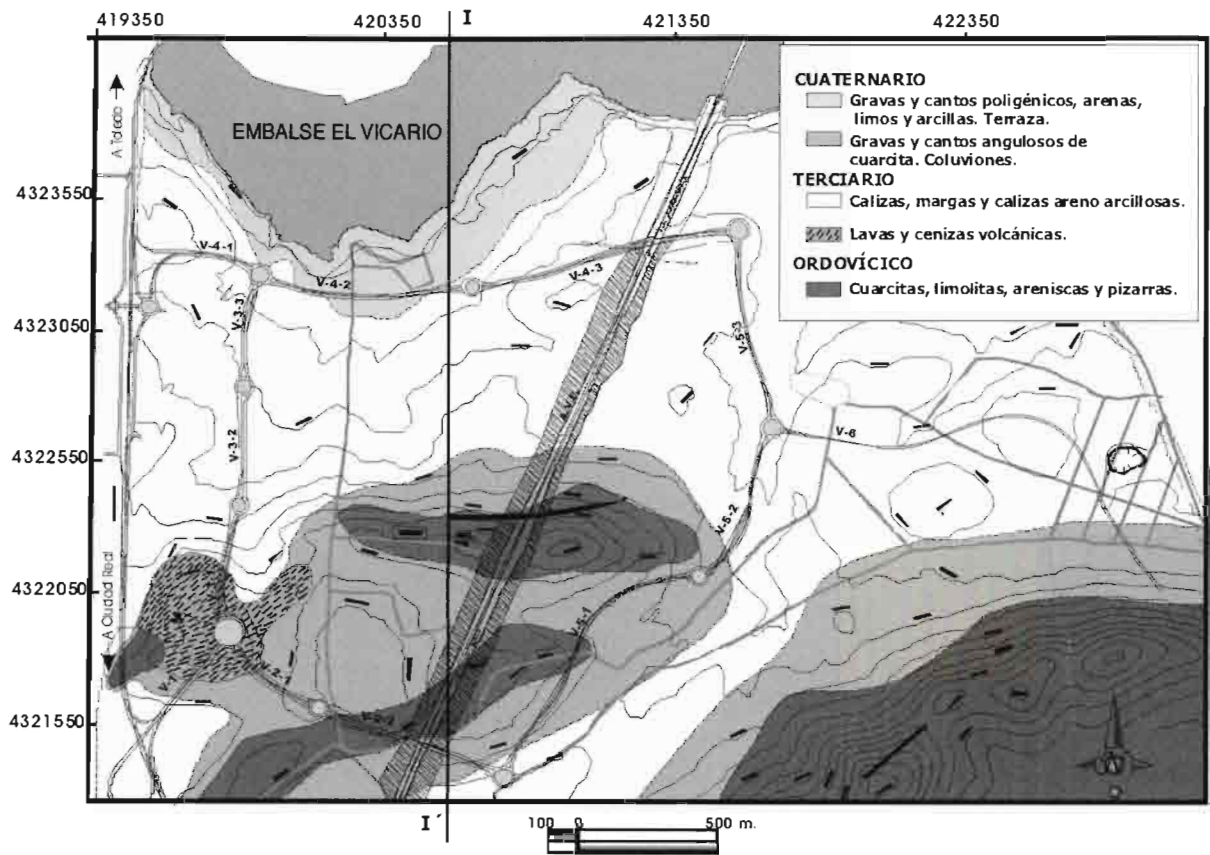 419350 420350 I 421350 422350
CUATERNARIO
Gravas y cantos poligénicos, arenas,
limos y arcillas. Terraza.
Gravas y cantos angulosos de
cuarcita. Coluviones.
TERCIARIO
Calizas, margas y calizas areno arcillosas.
Lavas y cenizas volcánicas.
ORDOVÍCICO
Cuarcitas, limolitas, areniscas y pizarras.
A Toledo
EMBALSE EL VICARIO
4323550
V-4-1
V-4-2
V-4-3
V-3-3
4323050
V-5-3
A.V.E.
V-3-2
V-6
4322550
V-5-2
A Ciudad Real
4322050
V-5-1
V-1
V-2-1
4321550
I´
100 0 500 m.